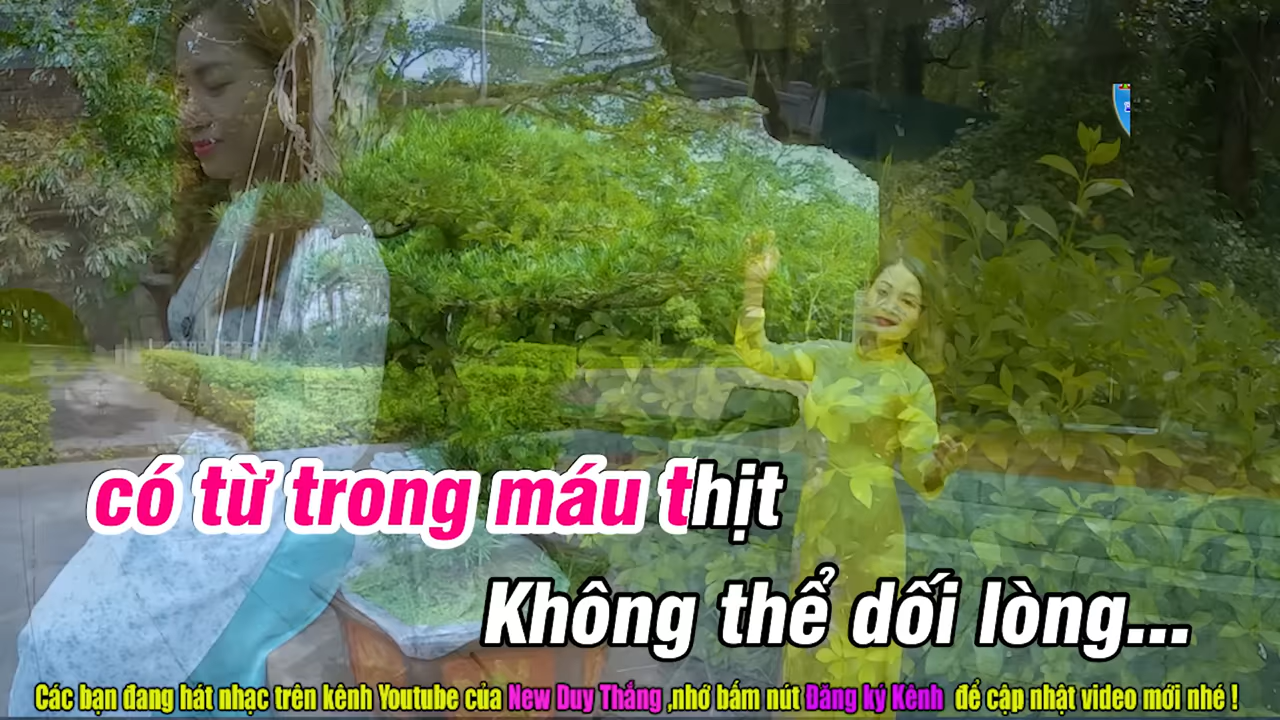 có từ trong máu thịt
Không thể dối lòng...
Các bạn đang hát nhạc trên kênh Youtube của New Duy Thắng ,nhớ bấm nút Đăng ký Kênh để cập nhật video mới nhé !